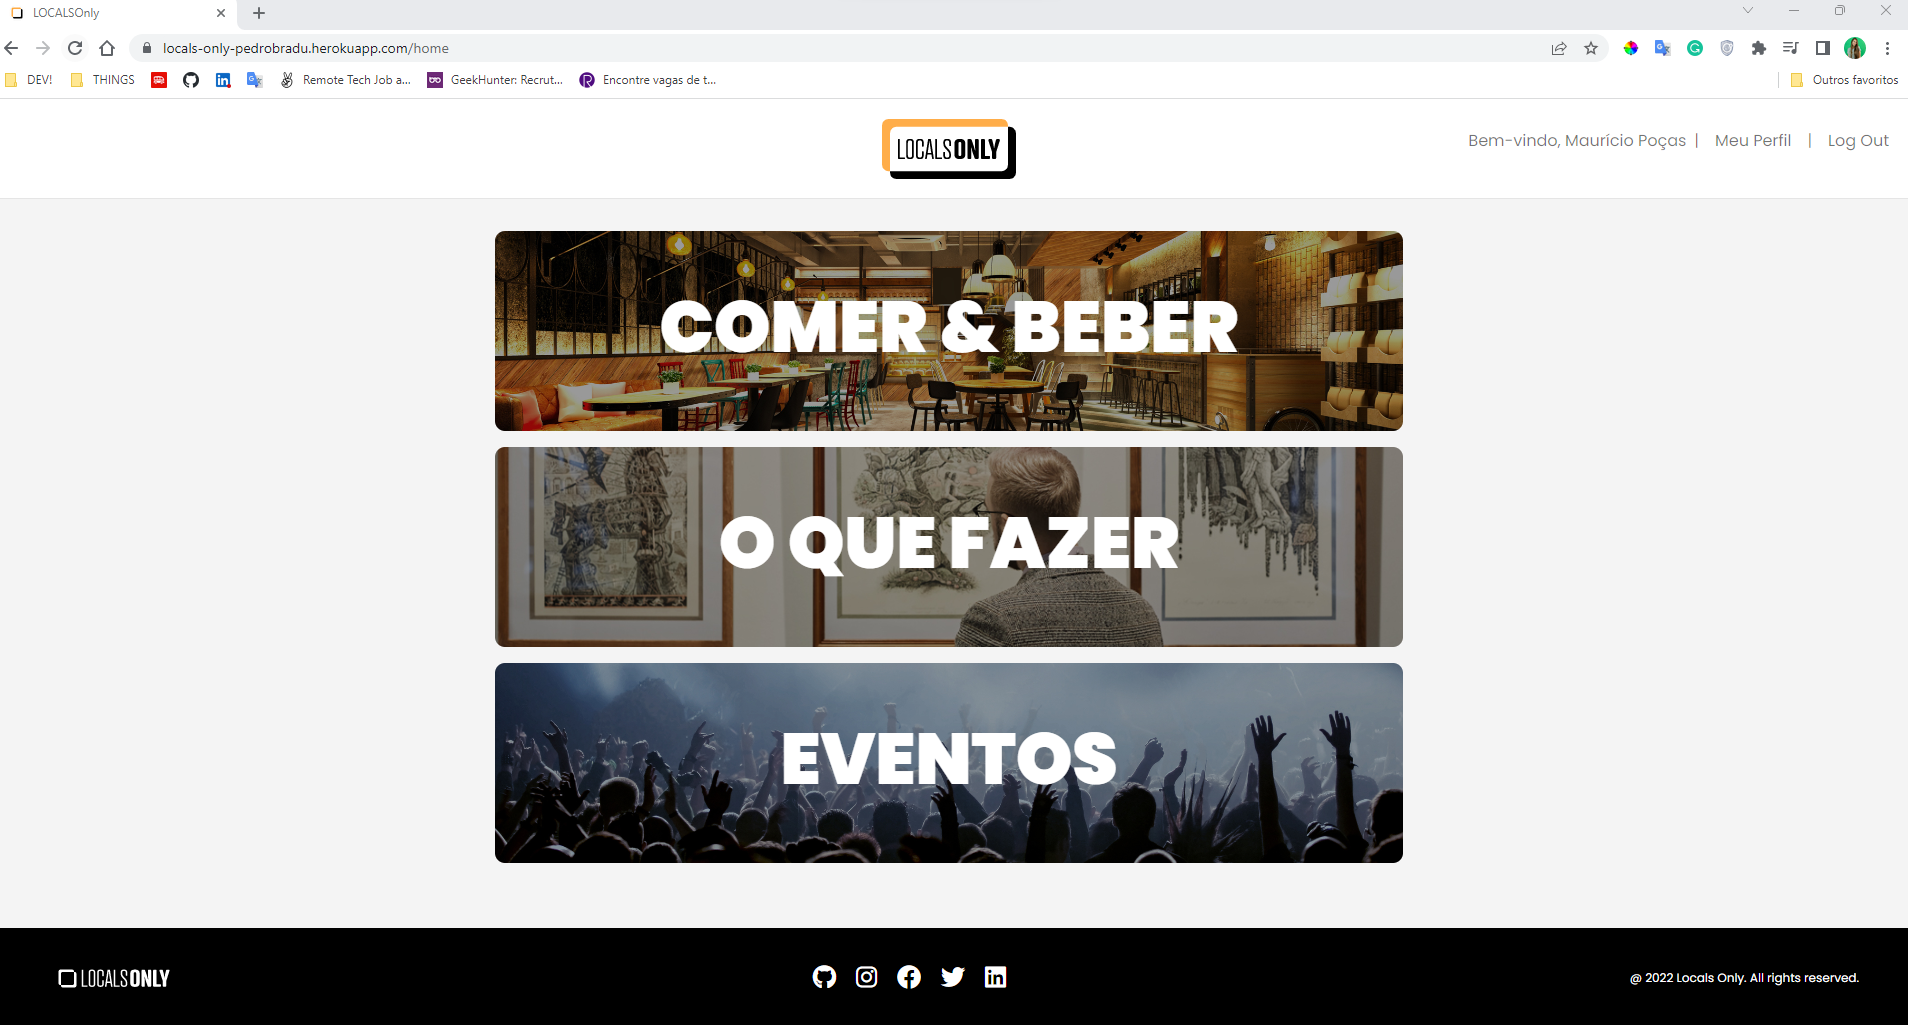 LOCALSOnly
locals-only-pedrobradu.herokuapp.com/home
DEV! THINGS Remote Tech Job a... GeekHunter: Recrut... Encontre vagas de t... Outros favoritos
LOCALSONLY
Bem-vindo, Maurício Poças | Meu Perfil | Log Out
COMER & BEBER
O QUE FAZER
EVENTOS
LOCALSONLY
@ 2022 Locals Only. All rights reserved.